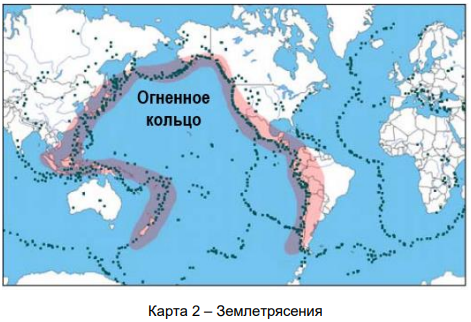 Огненное
кольцо
Карта 2 – Землетрясения